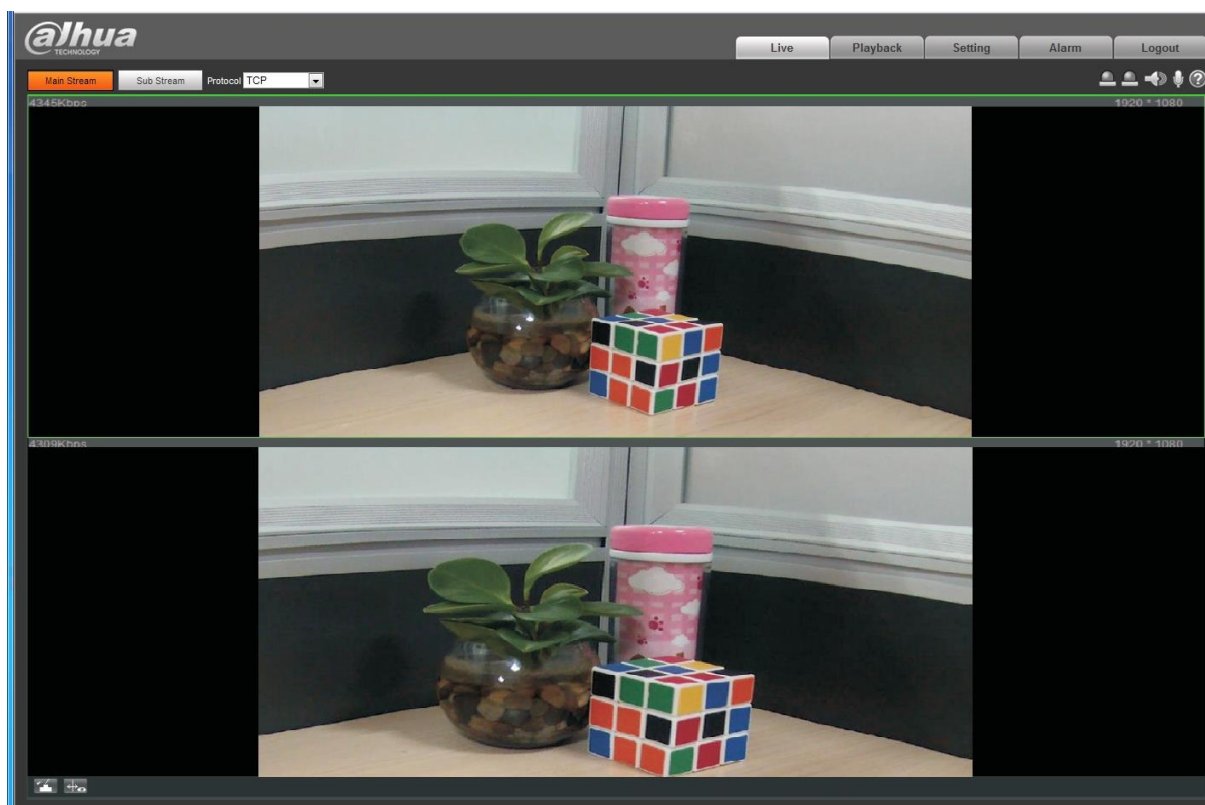 alhua
TECHNOLOGY
Live Playback Setting Alarm Logout
Main Stream Sub Stream Protocol TCP
4345Kbps 1920 * 1080
4309Kbps 1920 * 1080